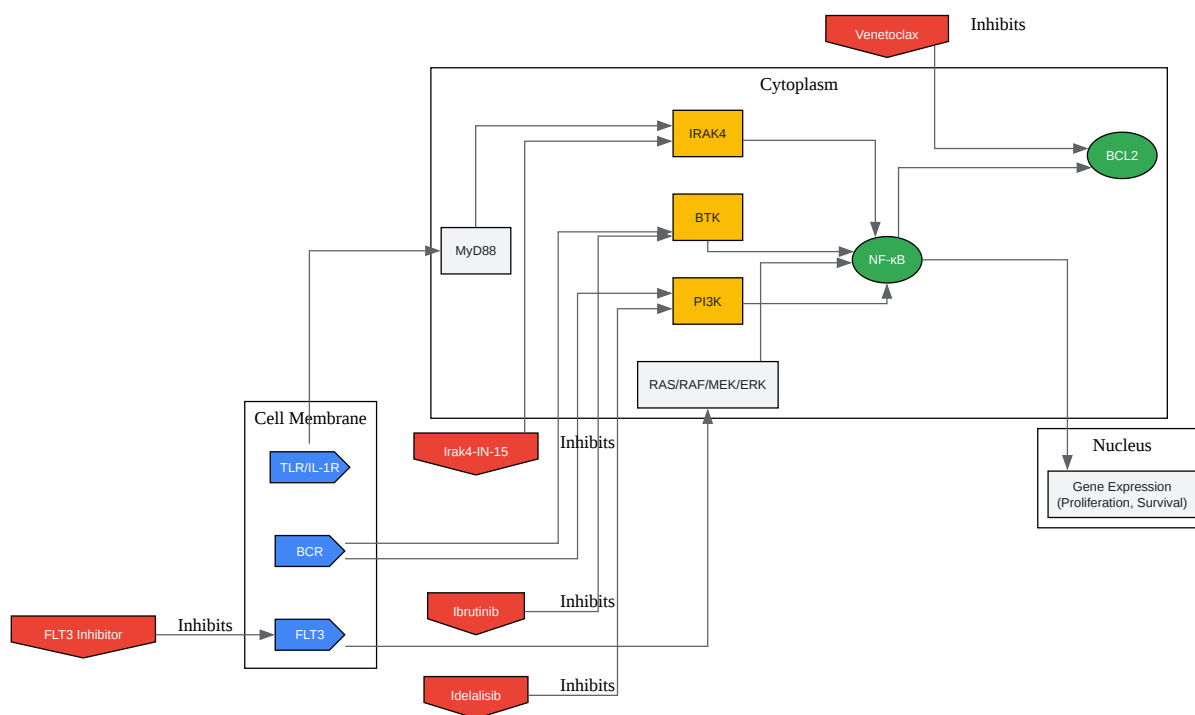 Venetoclax
Inhibits
Cytoplasm
IRAK4
BCL2
BTK
MyD88
NF-κB
PI3K
RAS/RAF/MEK/ERK
Cell Membrane
Inhibits
Irak4-IN-15
Nucleus
TLR/IL-1R
Gene Expression
(Proliferation, Survival)
BCR
Inhibits
Ibrutinib
Inhibits
FLT3 Inhibitor
FLT3
Inhibits
Idelalisib